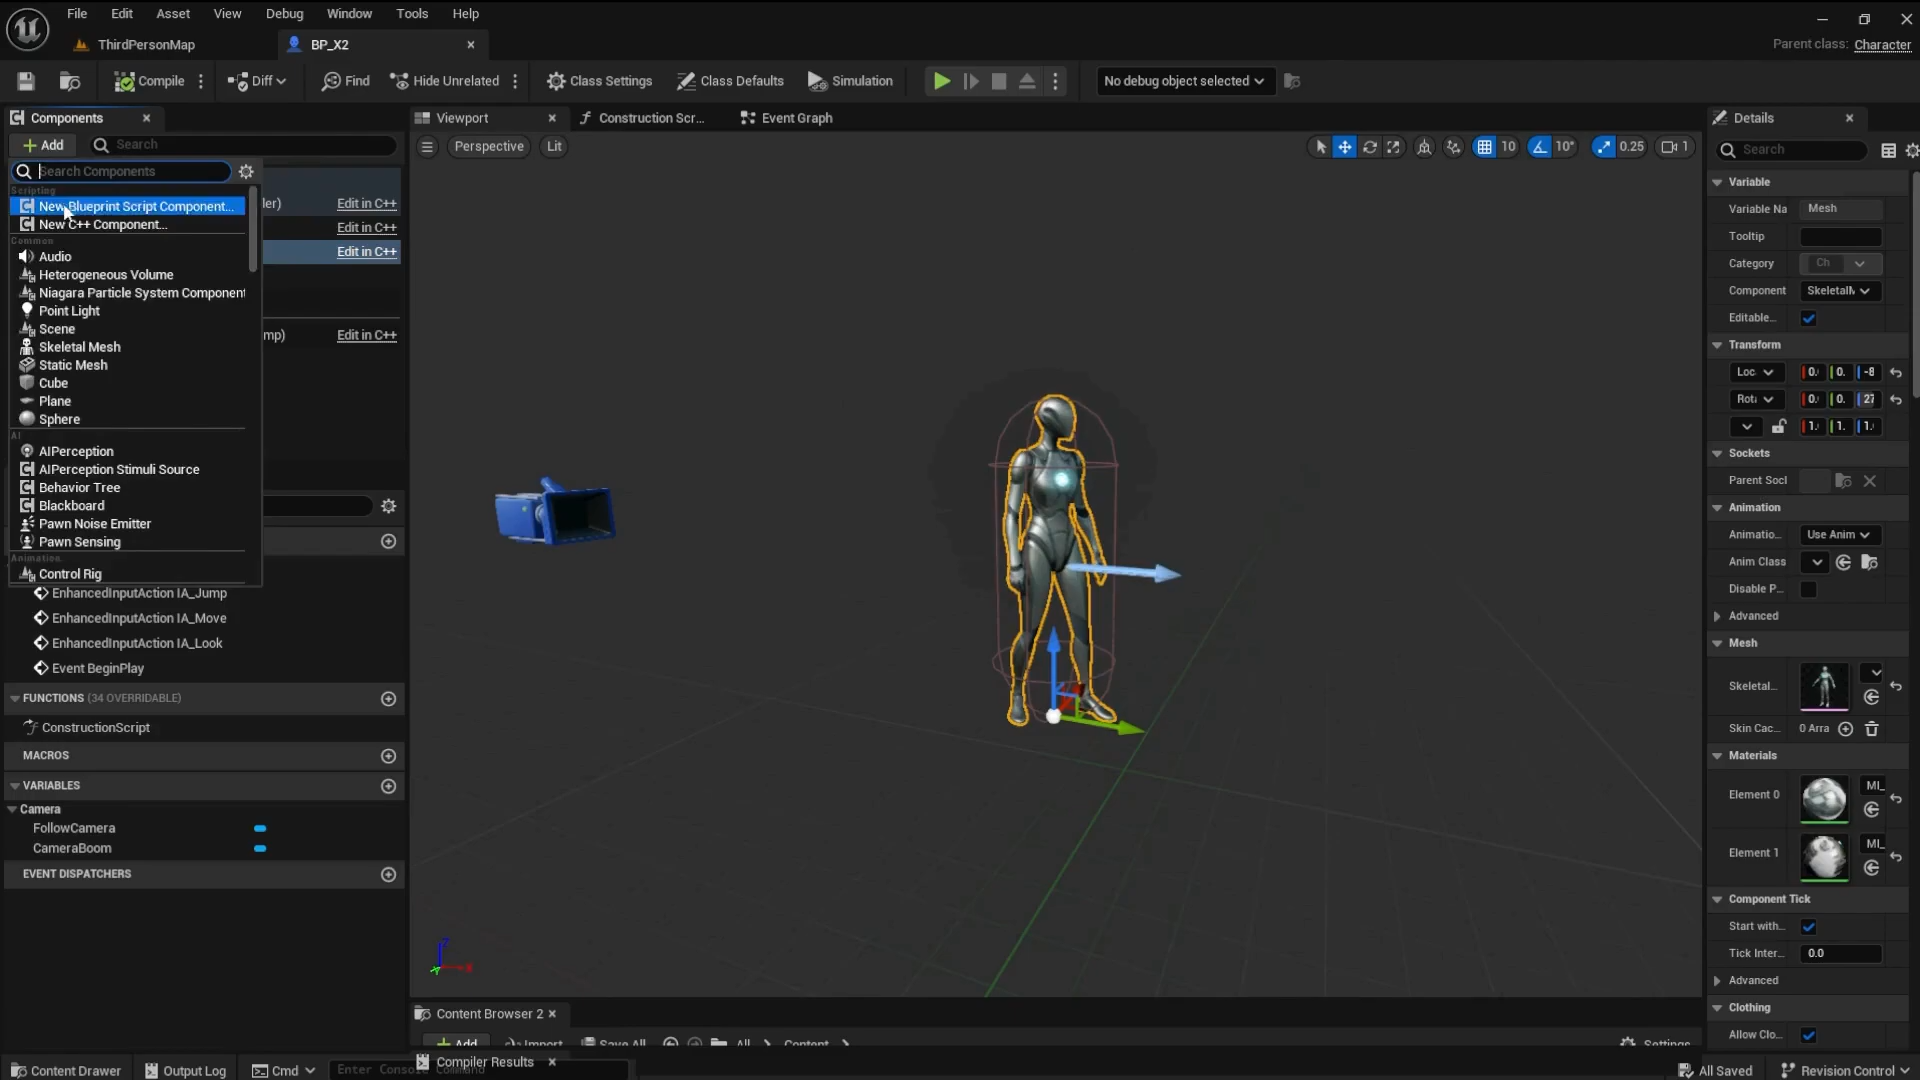 File Edit Asset View Debug Window Tools Help
ThirdPersonMap
BP_X2
Parent class: Character
Compile
Diff
Find
Hide Unrelated
Class Settings
Class Defaults
Simulation
No debug object selected
Components
Viewport
Construction Scr...
Event Graph
Details
Add
Search
Perspective
Lit
10
10°
0.25
1
Search
Search Components
Scripting
New Blueprint Script Component...
New C++ Component...
Common
Audio
Heterogeneous Volume
Niagara Particle System Component
Point Light
Scene
Skeletal Mesh
Static Mesh
Cube
Plane
Sphere
AI
AIPerception
AIPerception Stimuli Source
Behavior Tree
Blackboard
Pawn Noise Emitter
Pawn Sensing
Animation
Control Rig
ler) Edit in C++
Edit in C++
Edit in C++
mp) Edit in C++
EnhancedInputAction IA_Jump
EnhancedInputAction IA_Move
EnhancedInputAction IA_Look
Event BeginPlay
FUNCTIONS (34 OVERRIDABLE)
ConstructionScript
MACROS
VARIABLES
Camera
FollowCamera
CameraBoom
EVENT DISPATCHERS
Variable
Variable Na Mesh
Tooltip
Category Ch
Component SkeletalM
Editable...
Transform
Loc 0. 0. -8
Rota 0. 0. 27
1. 1. 1.
Sockets
Parent Socl
Animation
Animatio... Use Anim
Anim Class
Disable P...
Advanced
Mesh
Skeletal...
Skin Cac... 0 Arra
Materials
Element 0 MI_
Element 1 MI_
Component Tick
Start with...
Tick Inter... 0.0
Advanced
Clothing
Allow Clo...
Content Browser 2
Add Import Save All All Content Settings
Compiler Results
Content Drawer
Output Log
Cmd
Enter Console Command
All Saved
Revision Control